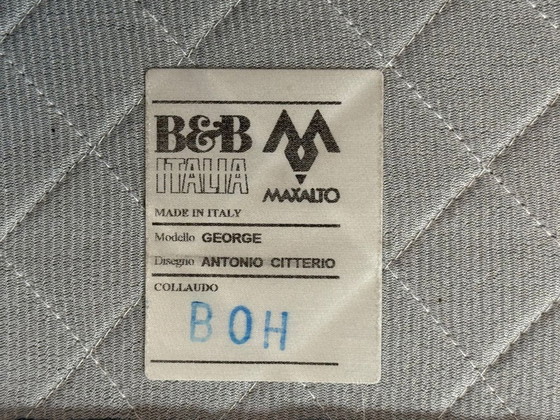 B&B
ITALIA
MAXALTO
MADE IN ITALY
Modello GEORGE
Disegno ANTONIO CITTERIO
COLLAUDO
BOH